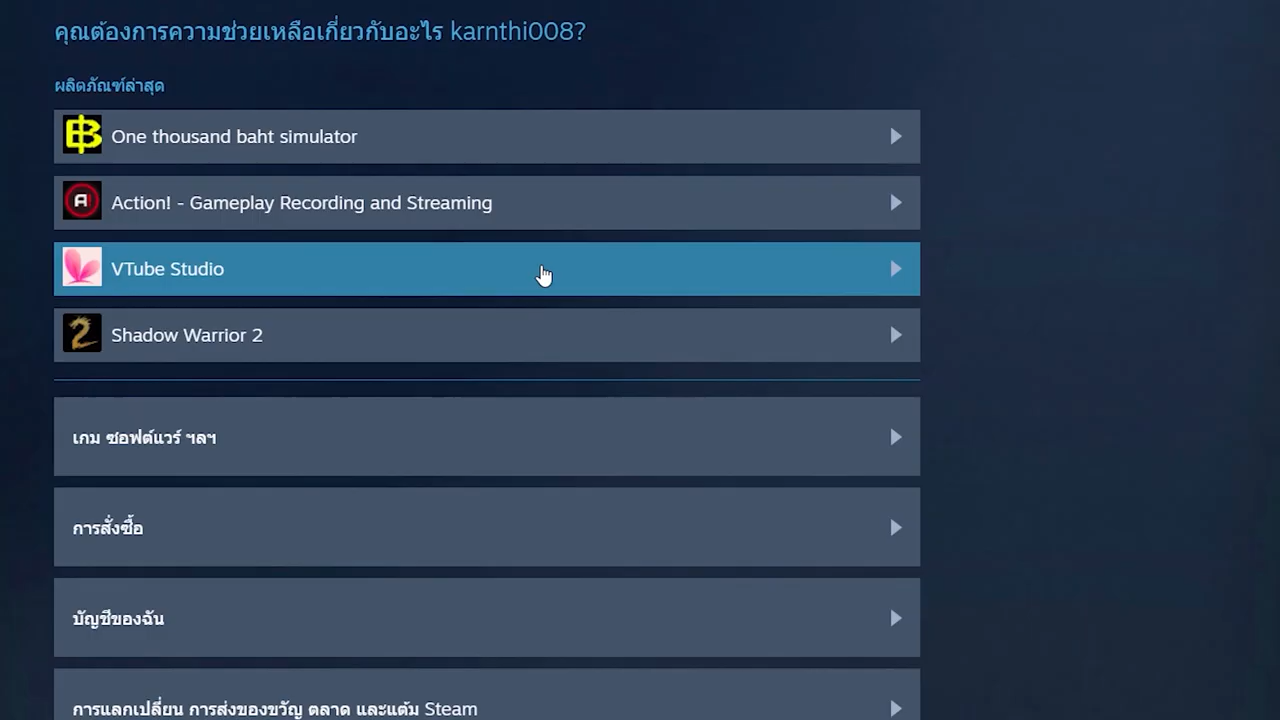 คุณต้องการความช่วยเหลือเกี่ยวกับอะไร karnthi008?
ผลิตภัณฑ์ล่าสุด
One thousand baht simulator
Action! - Gameplay Recording and Streaming
VTube Studio
Shadow Warrior 2
เกม ซอฟต์แวร์ ฯลฯ
การสั่งซื้อ
บัญชีของฉัน
การแลกเปลี่ยน การส่งของขวัญ ตลาด และแต้ม Steam